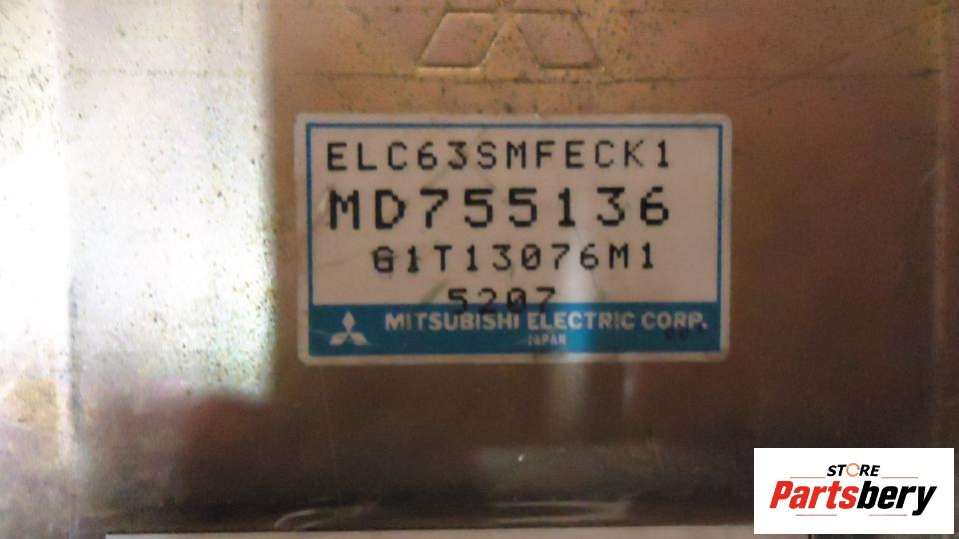 ELC63SMFECK1
MD755136
G1T13076M1
5207
MITSUBISHI ELECTRIC CORP.
JAPAN
STORE
Partsbery